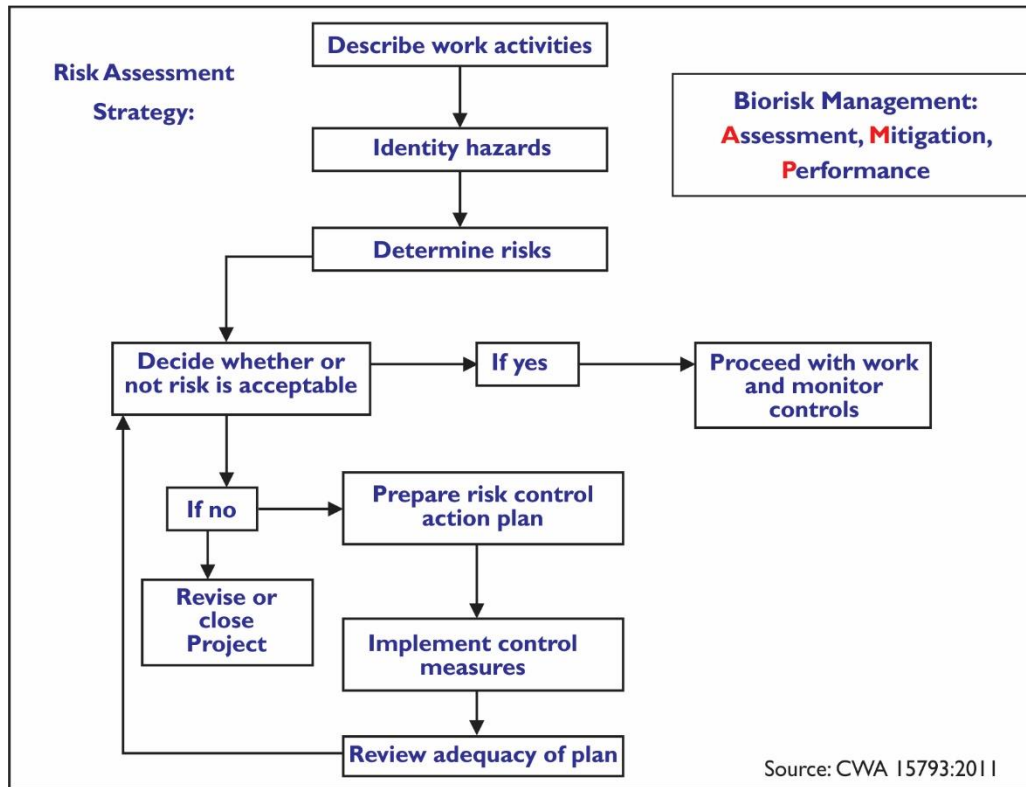 Describe work activities
Risk Assessment
Strategy:
Biorisk Management:
Assessment, Mitigation,
Performance
Identity hazards
Determine risks
Decide whether or
not risk is acceptable
If yes
Proceed with work
and monitor
controls
If no
Prepare risk control
action plan
Revise or
close
Project
Implement control
measures
Review adequacy of plan
Source: CWA 15793:2011